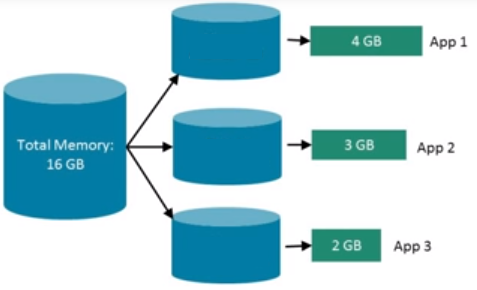 Total Memory:
16 GB
4 GB
App 1
3 GB
App 2
2 GB
App 3